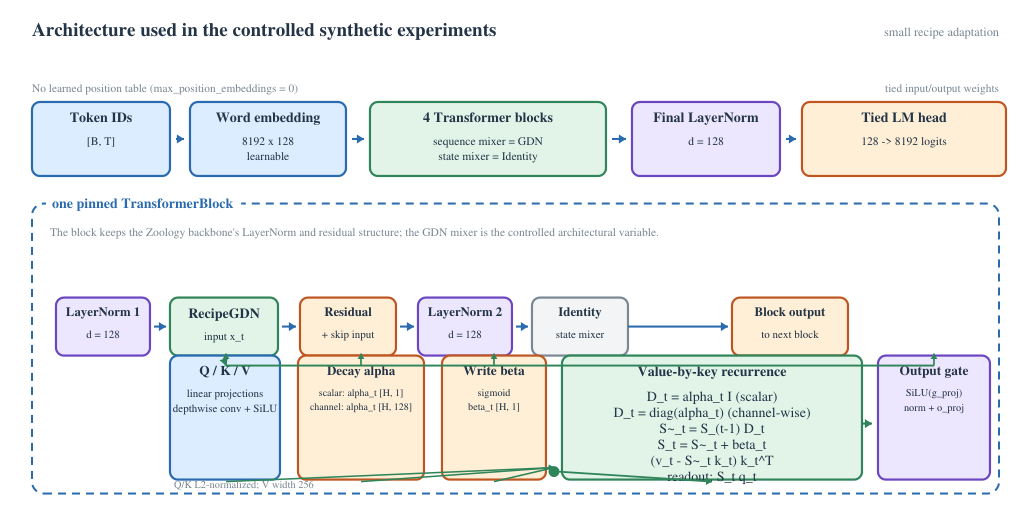 Architecture used in the controlled synthetic experiments
small recipe adaptation
No learned position table (max_position_embeddings = 0)
tied input/output weights
Token IDs
[B, T]
Word embedding
8192 x 128
learnable
4 Transformer blocks
sequence mixer = GDN
state mixer = Identity
Final LayerNorm
d = 128
Tied LM head
128 -> 8192 logits
one pinned TransformerBlock
The block keeps the Zoology backbone's LayerNorm and residual structure; the GDN mixer is the controlled architectural variable.
LayerNorm 1
d = 128
RecipeGDN
input x_t
Residual
+ skip input
LayerNorm 2
d = 128
Identity
state mixer
Block output
to next block
Q / K / V
linear projections
depthwise conv + SiLU
Decay alpha
scalar: alpha_t [H, 1]
channel: alpha_t [H, 128]
Write beta
sigmoid
beta_t [H, 1]
Value-by-key recurrence
D_t = alpha_t I (scalar)
D_t = diag(alpha_t) (channel-wise)
S~_t = S_(t-1) D_t
S_t = S~_t + beta_t
(v_t - S~_t k_t) k_t^T
readout: S_t q_t
Output gate
SiLU(g_proj)
norm + o_proj
Q/K L2-normalized; V width 256